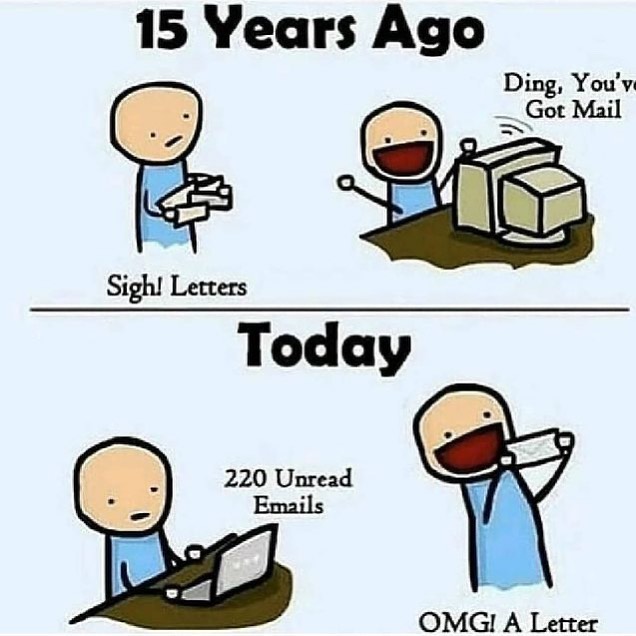 15 Years Ago
Ding, You'v
Got Mail
Sigh! Letters
Today
220 Unread
Emails
OMG! A Letter